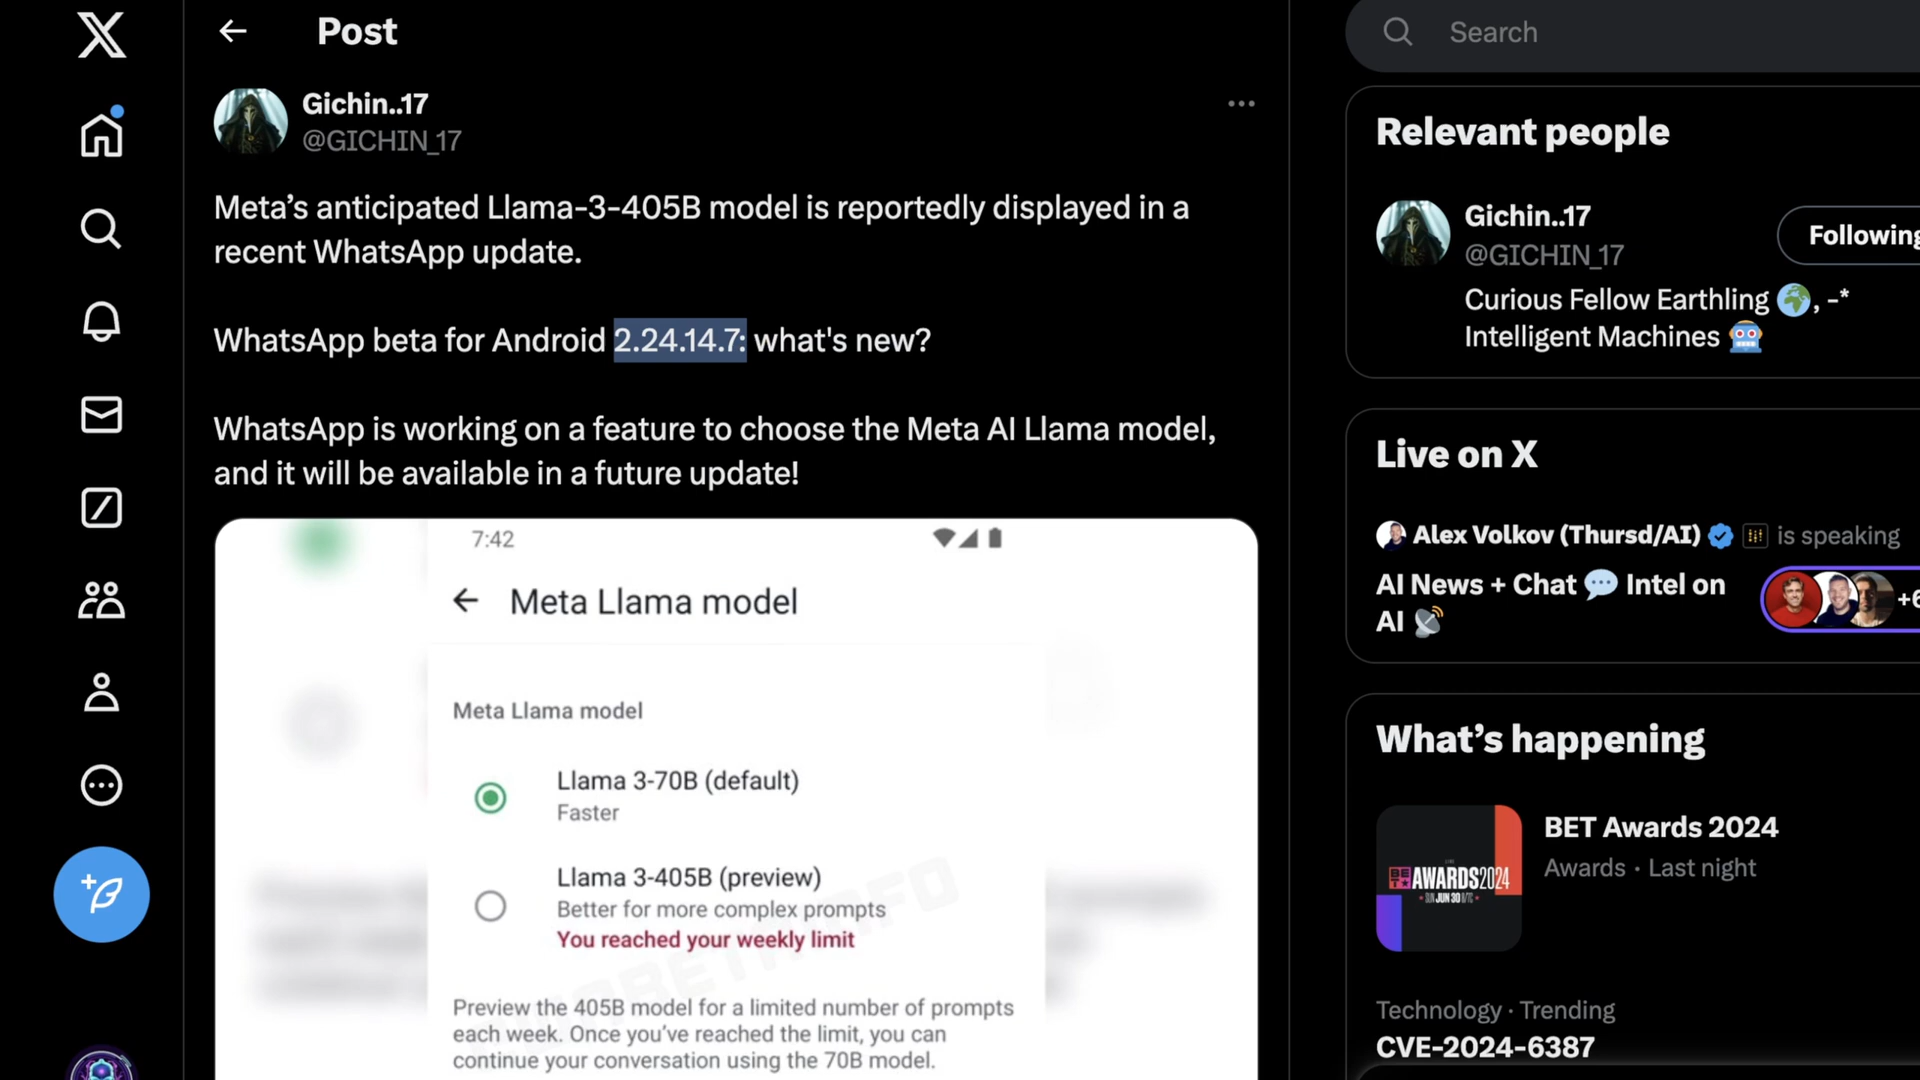 Post
Gichin..17
@GICHIN_17
Meta’s anticipated Llama-3-405B model is reportedly displayed in a
recent WhatsApp update.
WhatsApp beta for Android 2.24.14.7: what's new?
WhatsApp is working on a feature to choose the Meta AI Llama model,
and it will be available in a future update!
7:42
Meta Llama model
Meta Llama model
Llama 3-70B (default)
Faster
Llama 3-405B (preview)
Better for more complex prompts
You reached your weekly limit
Preview the 405B model for a limited number of prompts
each week. Once you’ve reached the limit, you can
continue your conversation using the 70B model.
Search
Relevant people
Gichin..17
@GICHIN_17
Following
Curious Fellow Earthling 🌍, -*
Intelligent Machines 🤖
Live on X
Alex Volkov (Thursd/AI) is speaking
AI News + Chat 💬 Intel on
AI 📡
What’s happening
BET Awards 2024
Awards · Last night
BET AWARDS2024
Technology · Trending
CVE-2024-6387